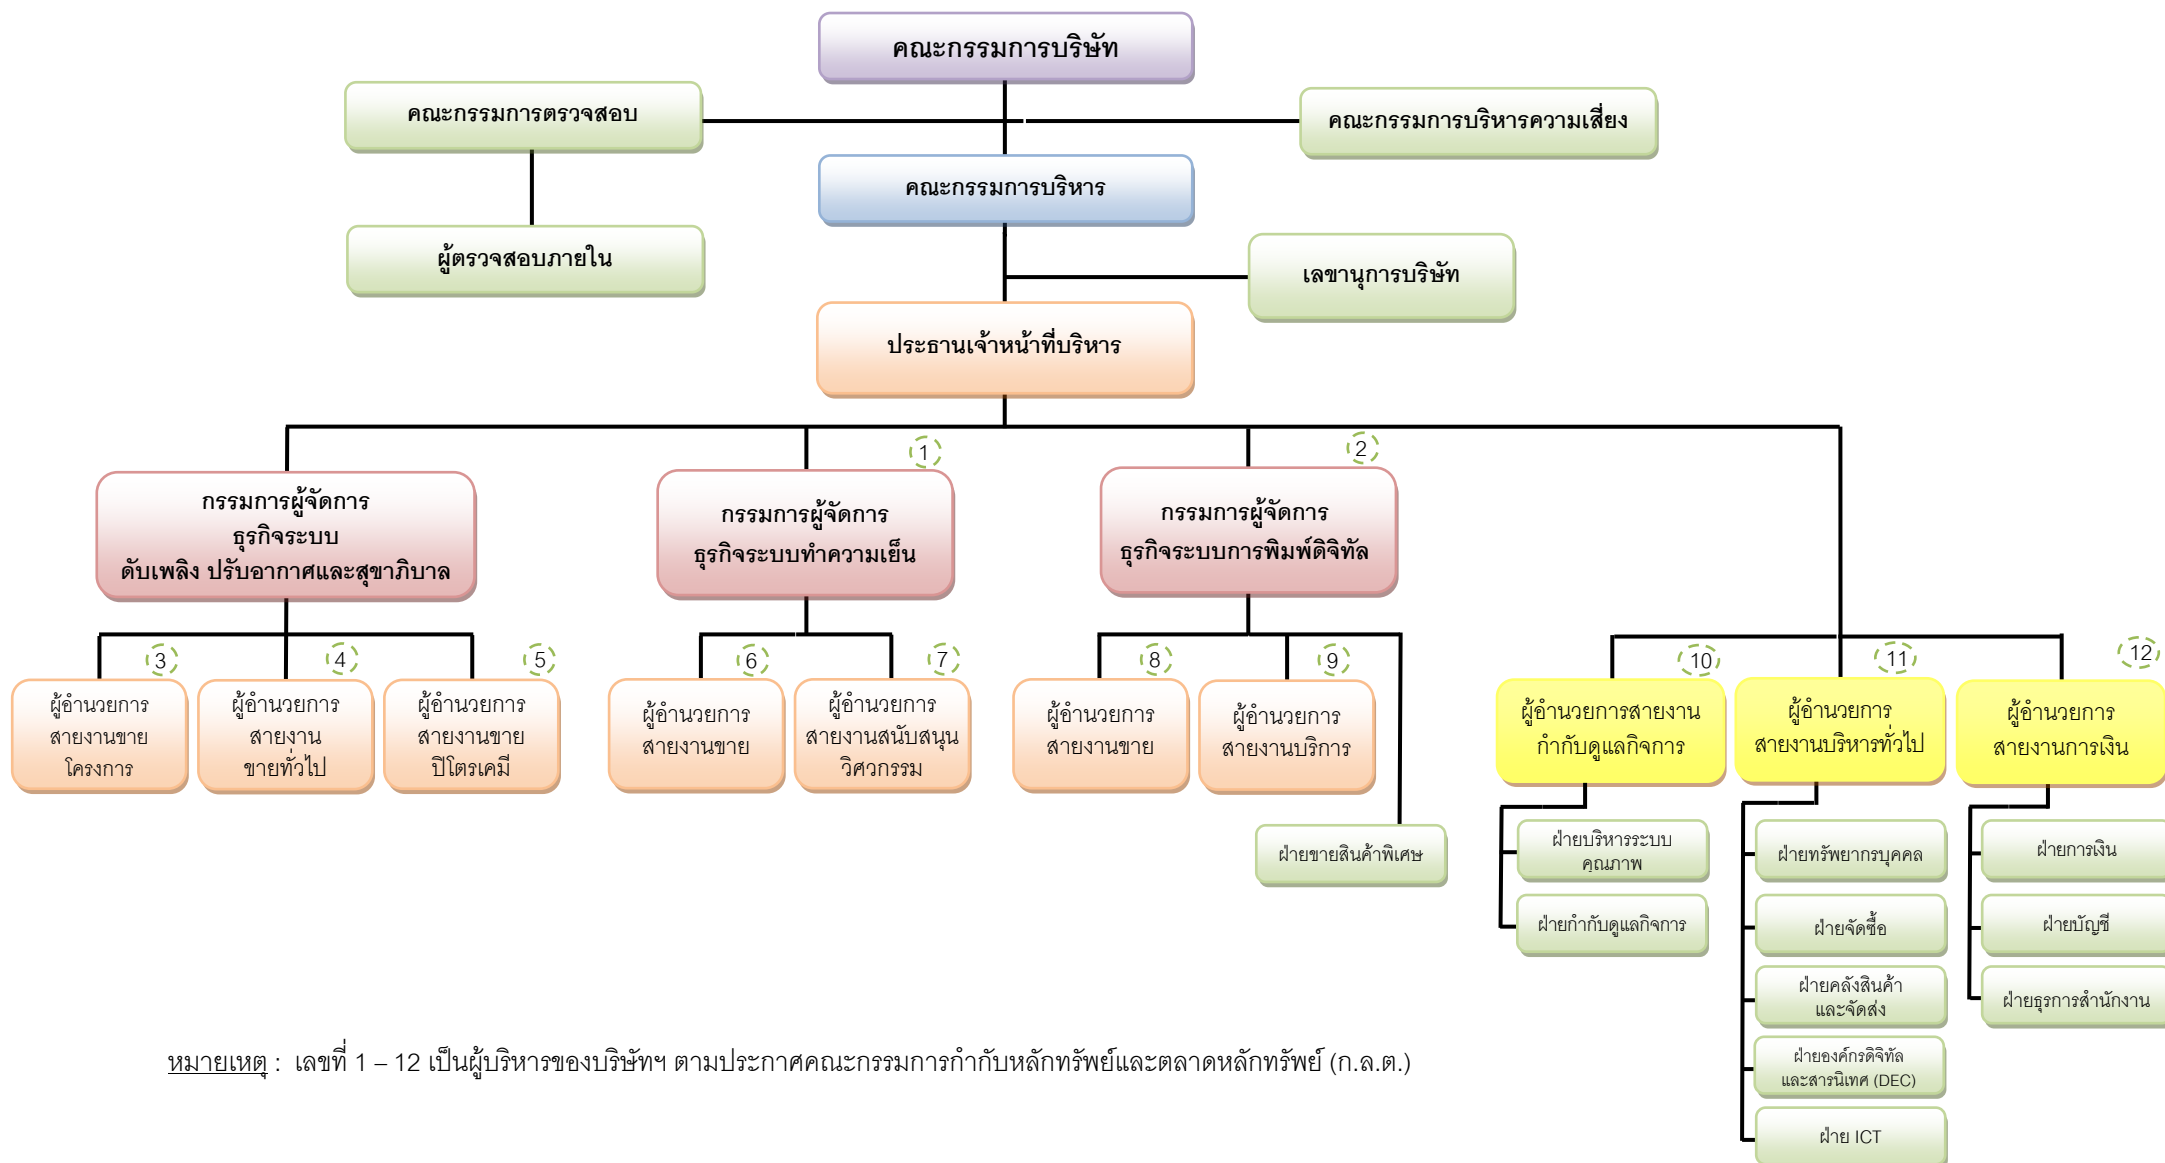 คณะกรรมการบริษัท
คณะกรรมการตรวจสอบ
คณะกรรมการบริหารความเสี่ยง
คณะกรรมการบริหาร
ผู้ตรวจสอบภายใน
เลขานุการบริษัท
ประธานเจ้าหน้าที่บริหาร
1
2
กรรมการผู้จัดการ
ธุรกิจระบบ
ดับเพลิง ปรับอากาศและสุขาภิบาล
กรรมการผู้จัดการ
ธุรกิจระบบทำความเย็น
กรรมการผู้จัดการ
ธุรกิจระบบการพิมพ์ดิจิทัล
3
4
5
6
7
8
9
10
11
12
ผู้อำนวยการ
สายงานขาย
โครงการ
ผู้อำนวยการ
สายงาน
ขายทั่วไป
ผู้อำนวยการ
สายงานขาย
ปิโตรเคมี
ผู้อำนวยการ
สายงานขาย
ผู้อำนวยการ
สายงานสนับสนุน
วิศวกรรม
ผู้อำนวยการ
สายงานขาย
ผู้อำนวยการ
สายงานบริการ
ผู้อำนวยการสายงาน
กำกับดูแลกิจการ
ผู้อำนวยการ
สายงานบริหารทั่วไป
ผู้อำนวยการ
สายงานการเงิน
ฝ่ายขายสินค้าพิเศษ
ฝ่ายบริหารระบบ
คุณภาพ
ฝ่ายกำกับดูแลกิจการ
ฝ่ายทรัพยากรบุคคล
ฝ่ายจัดซื้อ
ฝ่ายคลังสินค้า
และจัดส่ง
ฝ่ายองค์กรดิจิทัล
และสารนิเทศ (DEC)
ฝ่าย ICT
ฝ่ายการเงิน
ฝ่ายบัญชี
ฝ่ายธุรการสำนักงาน
หมายเหตุ : เลขที่ 1 – 12 เป็นผู้บริหารของบริษัทฯ ตามประกาศคณะกรรมการกำกับหลักทรัพย์และตลาดหลักทรัพย์ (ก.ล.ต.)